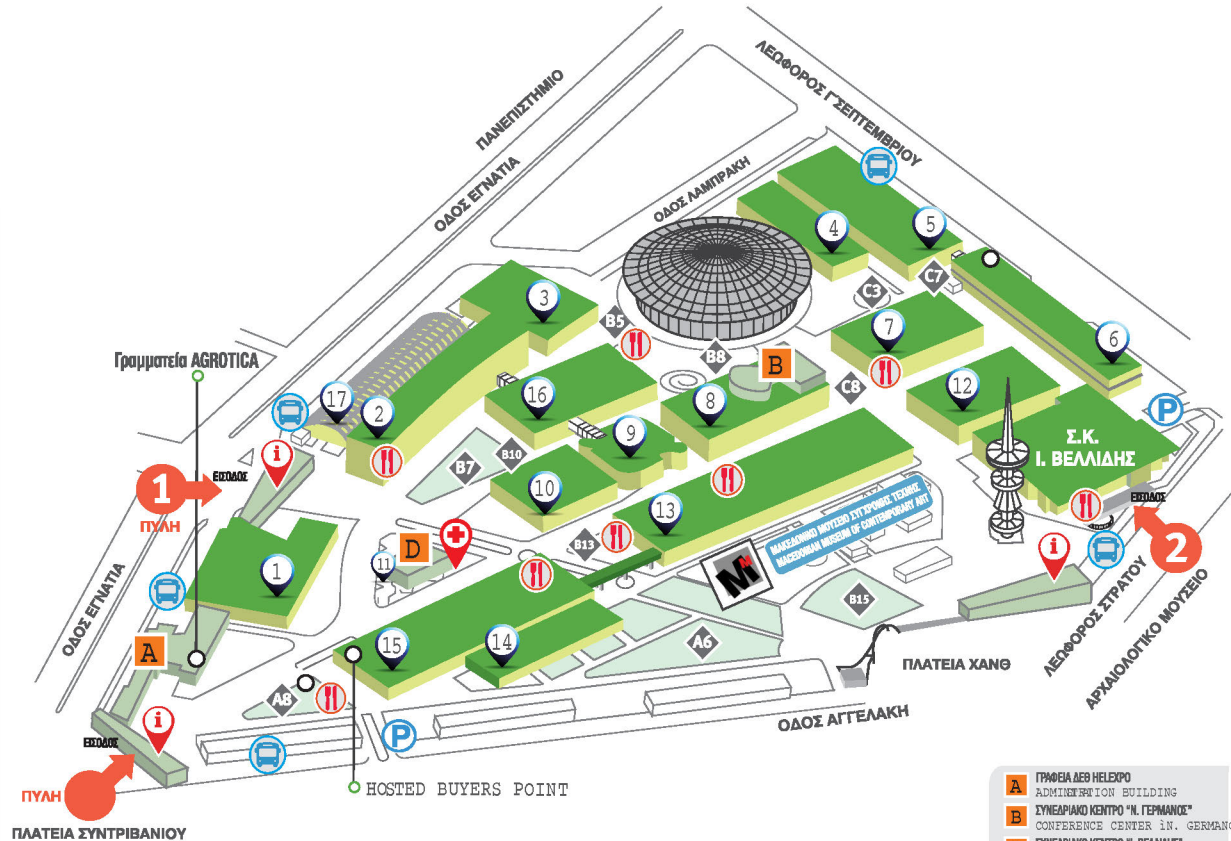 ΛΕΩΦΟΡΟΣ Γ΄ΣΕΠΤΕΜΒΡΙΟΥ
ΠΑΝΕΠΙΣΤΗΜΙΟ
ΟΔΟΣ ΕΓΝΑΤΙΑ
ΟΔΟΣ ΛΑΜΠΡΑΚΗ
4
5
C7
C3
3
B5
7
6
B8
B
C8
Γραμματεία AGROTICA
17
2
16
8
12
P
9
B7
B10
Σ.Κ.
Ι. ΒΕΛΛΙΔΗΣ
i
ΕΙΣΟΔΟΣ
1
ΠΥΛΗ
10
13
ΕΙΣΟΔΟΣ
2
ΜΑΚΕΔΟΝΙΚΟ ΜΟΥΣΕΙΟ ΣΥΓΧΡΟΝΗΣ ΤΕΧΝΗΣ
MACEDONIAN MUSEUM OF CONTEMPORARY ART
D
B13
11
1
i
M
B15
ΟΔΟΣ ΕΓΝΑΤΙΑ
A
15
14
A6
ΠΛΑΤΕΙΑ ΧΑΝΘ
ΛΕΩΦΟΡΟΣ ΣΤΡΑΤΟΥ
ΑΡΧΑΙΟΛΟΓΙΚΟ ΜΟΥΣΕΙΟ
A8
i
ΕΙΣΟΔΟΣ
P
ΟΔΟΣ ΑΓΓΕΛΑΚΗ
ΠΥΛΗ
HOSTED BUYERS POINT
ΠΛΑΤΕΙΑ ΣΥΝΤΡΙΒΑΝΙΟΥ
A ΓΡΑΦΕΙΑ ΔΕΘ HELEXPO
BUILDING
B ΣΥΝΕΔΡΙΑΚΟ ΚΕΝΤΡΟ "Ν. ΓΕΡΜΑΝΟΣ"
CONFERENCE CENTER ìN. GERMANO